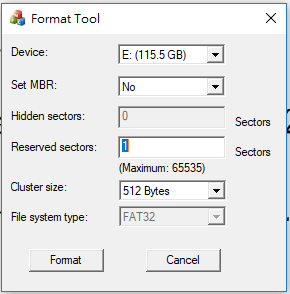 Format Tool
Device: E: (115.5 GB)
Set MBR: No
Hidden sectors: 0 Sectors
Reserved sectors: 1 Sectors
(Maximum: 65535)
Cluster size: 512 Bytes
File system type: FAT32
Format Cancel